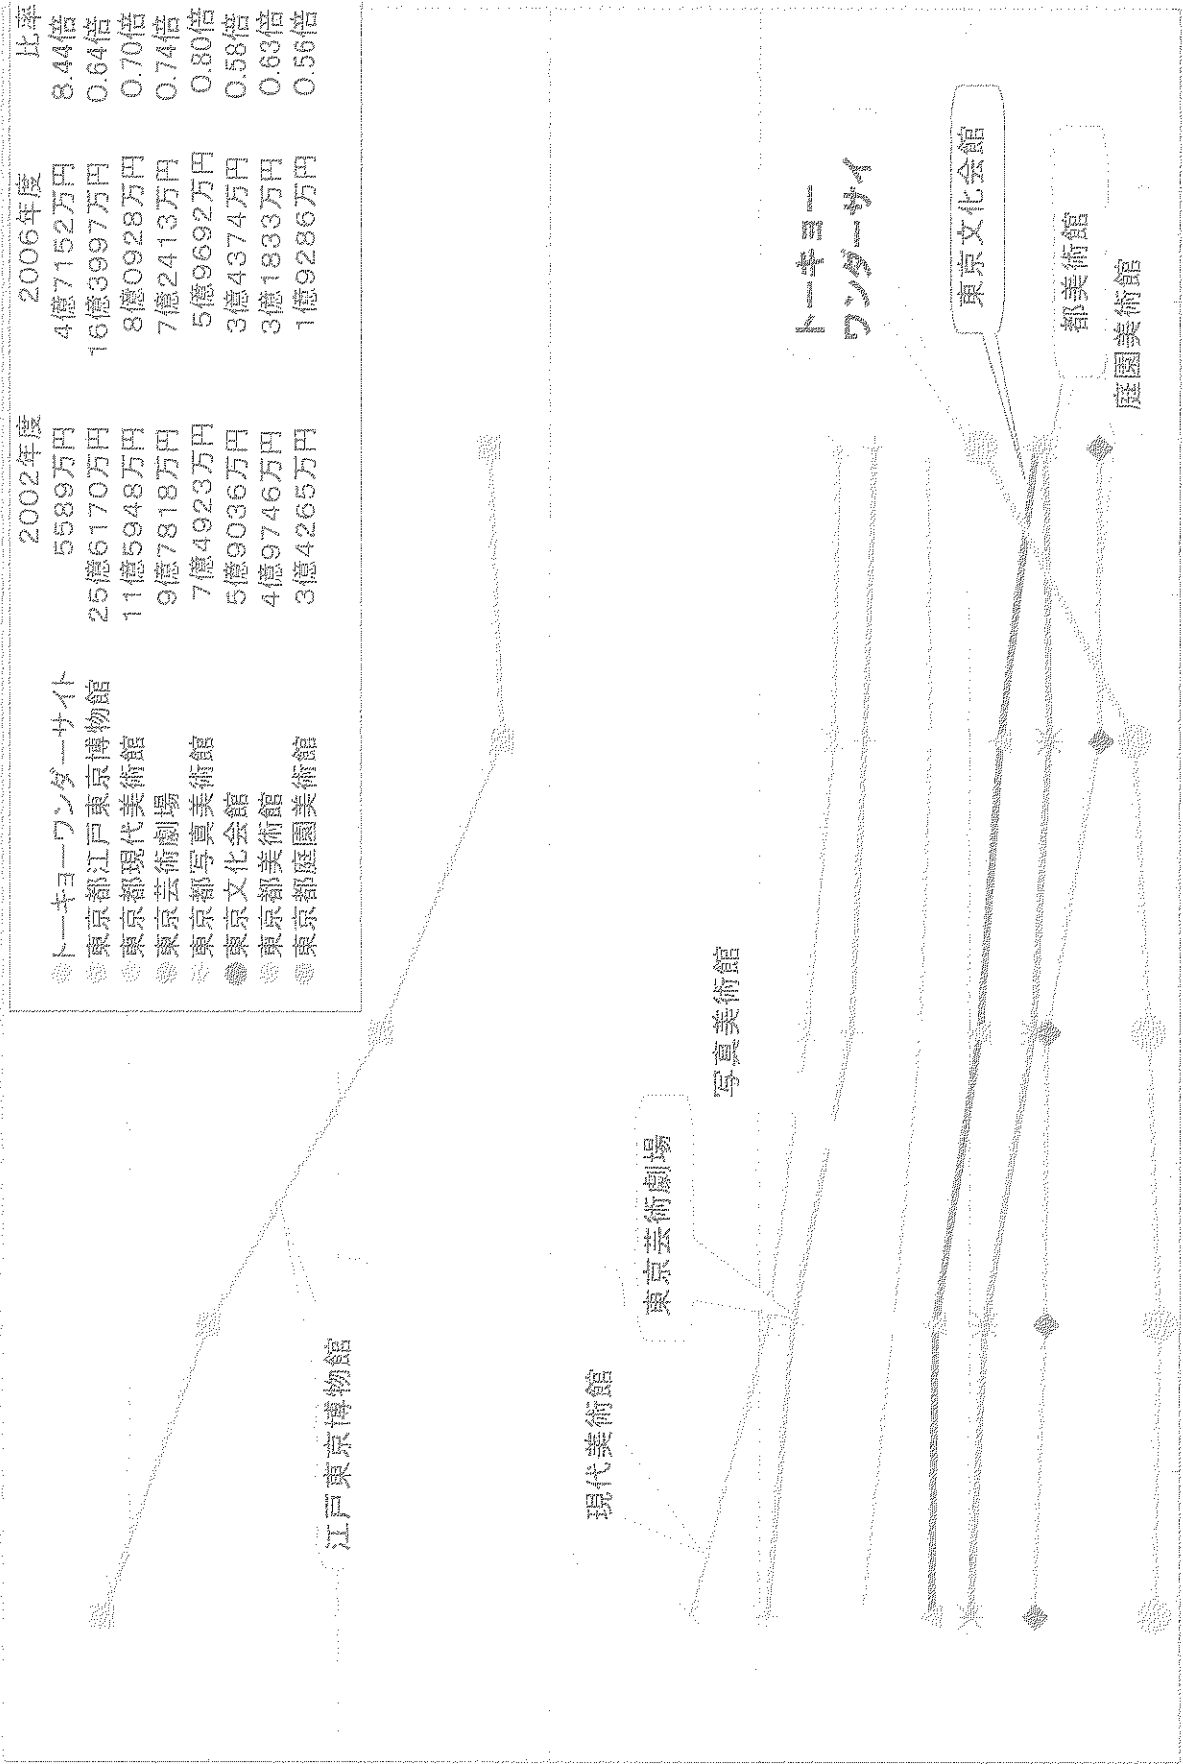 2002年度 2006年度 比率
トーキョーワンダーサイト 5589万円 4億7152万円 8.44倍
東京都江戸東京博物館 25億6170万円 16億3997万円 0.64倍
東京都現代美術館 11億5948万円 8億0928万円 0.70倍
東京芸術劇場 9億7818万円 7億2413万円 0.74倍
東京都写真美術館 7億4923万円 5億9692万円 0.80倍
東京文化会館 5億9036万円 3億4374万円 0.58倍
東京都美術館 4億9746万円 3億1833万円 0.63倍
東京都庭園美術館 3億4265万円 1億9286万円 0.56倍
江戸東京博物館
現代美術館
東京芸術劇場
写真美術館
トーキョー
ワンダーサイ
東京文化会館
都美術館
庭園美術館